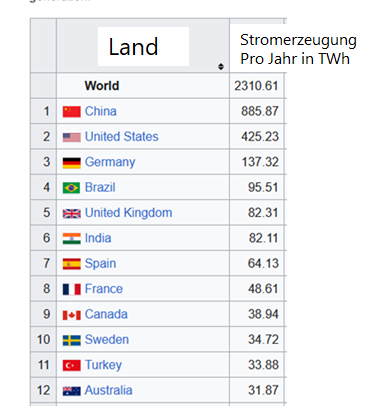 Land
Stromerzeugung
Pro Jahr in TWh
World 2310.61
1 China 885.87
2 United States 425.23
3 Germany 137.32
4 Brazil 95.51
5 United Kingdom 82.31
6 India 82.11
7 Spain 64.13
8 France 48.61
9 Canada 38.94
10 Sweden 34.72
11 Turkey 33.88
12 Australia 31.87